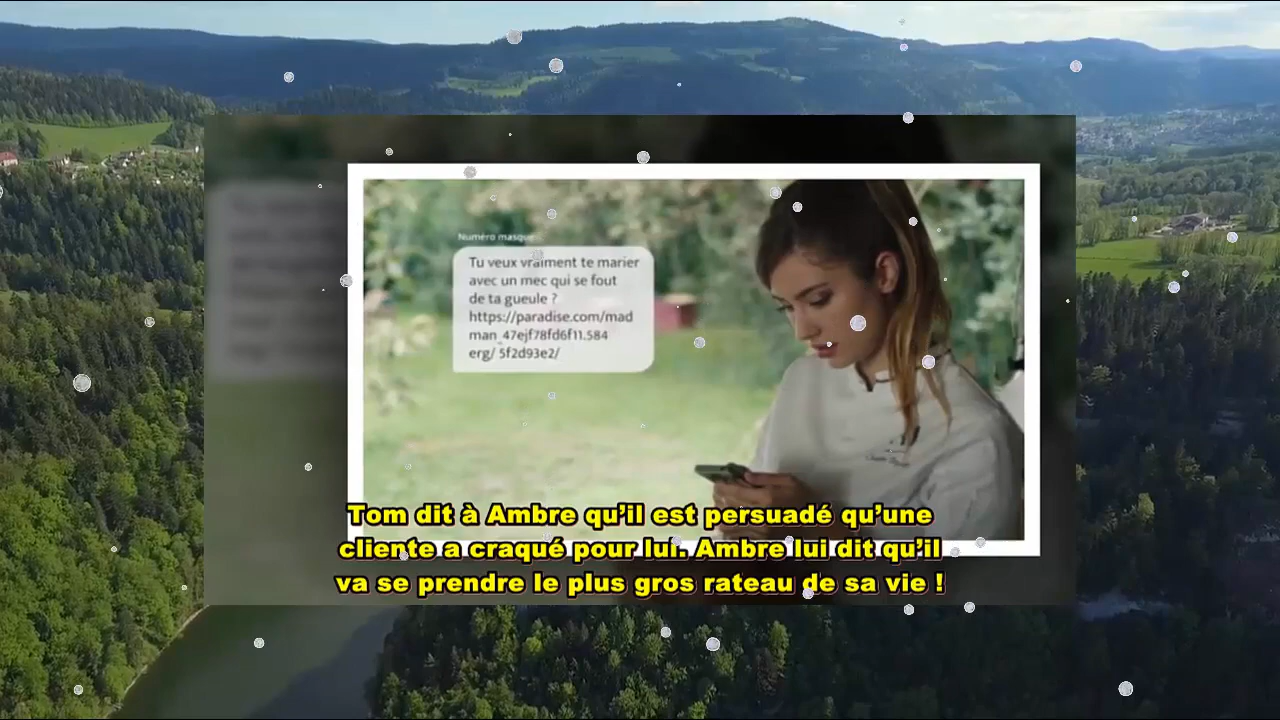 Numéro masqué
Tu veux vraiment te marier
avec un mec qui se fout
de ta gueule ?
https://paradise.com/mad
man_47ejf78fd6f11.584
erg/ 5f2d93e2/
Tom dit à Ambre qu’il est persuadé qu’une
cliente a craqué pour lui. Ambre lui dit qu’il
va se prendre le plus gros rateau de sa vie !